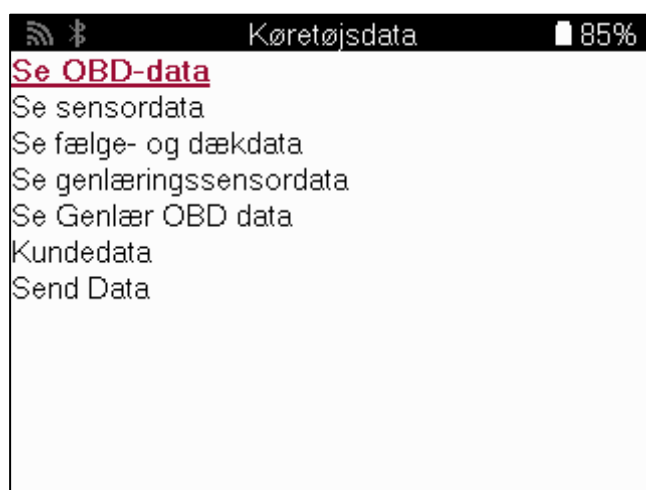 Køretøjsdata 85%
Se OBD-data
Se sensordata
Se fælge- og dækdata
Se genlæringssensordata
Se Genlær OBD data
Kundedata
Send Data